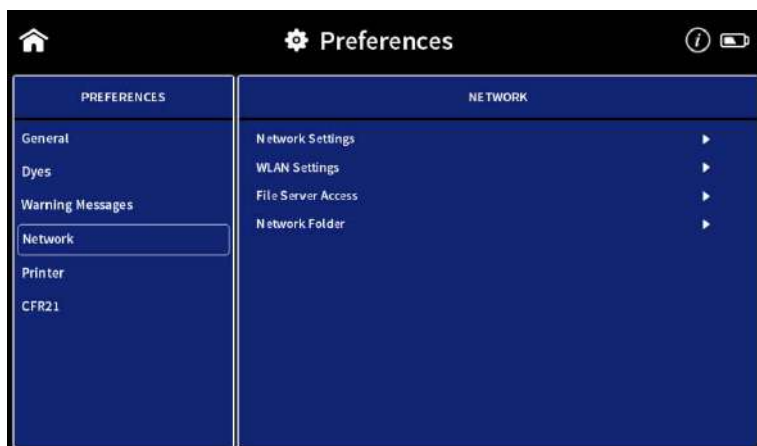 Preferences
PREFERENCES
General
Dyes
Warning Messages
Network
Printer
CFR21
NETWORK
Network Settings
WLAN Settings
File Server Access
Network Folder